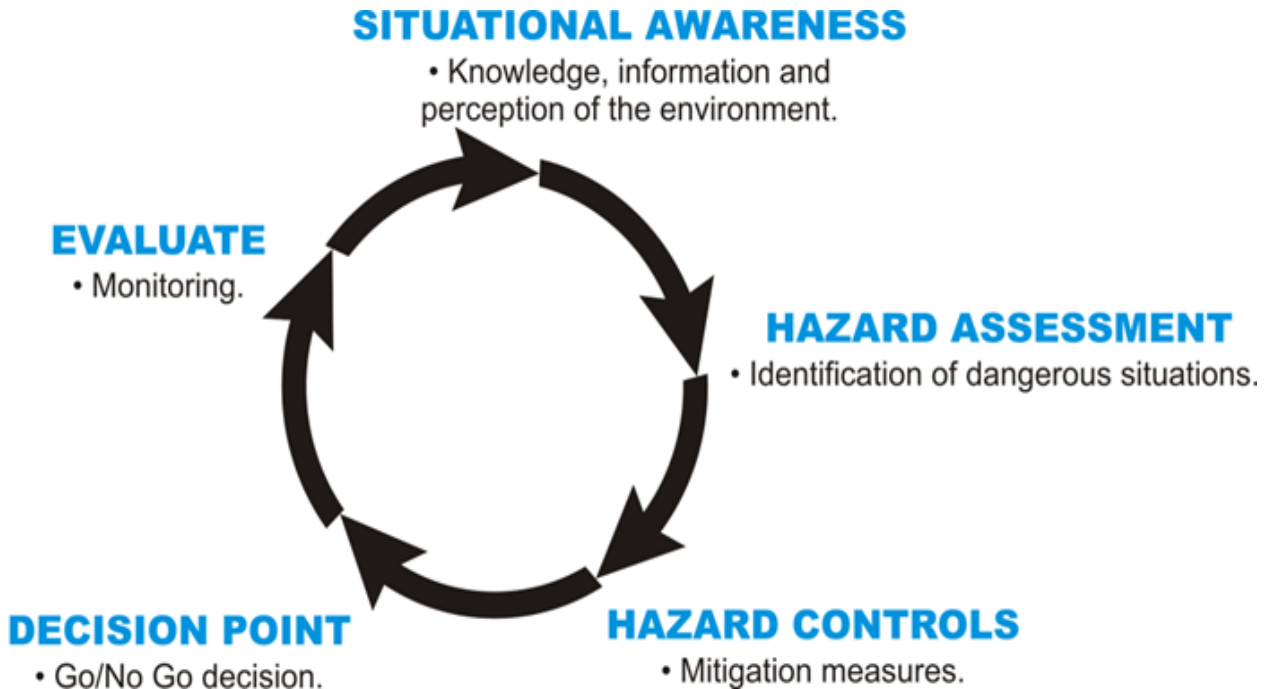 SITUATIONAL AWARENESS
• Knowledge, information and
perception of the environment.
EVALUATE
• Monitoring.
HAZARD ASSESSMENT
• Identification of dangerous situations.
DECISION POINT
• Go/No Go decision.
HAZARD CONTROLS
• Mitigation measures.